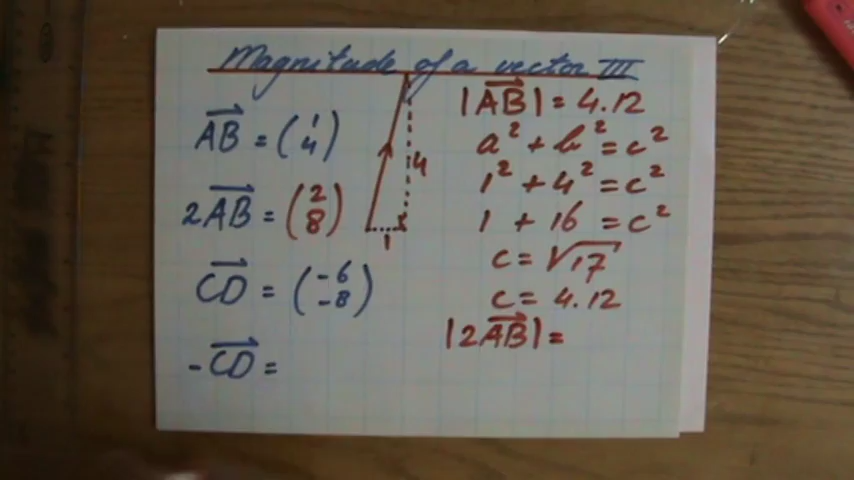 Magnitude of a vector III
AB = (1 4)
2AB = (2 8)
CD = (-6 -8)
-CD =
4
1
|AB| = 4.12
a² + b² = c²
1² + 4² = c²
1 + 16 = c²
c = √17
c = 4.12
|2AB| =